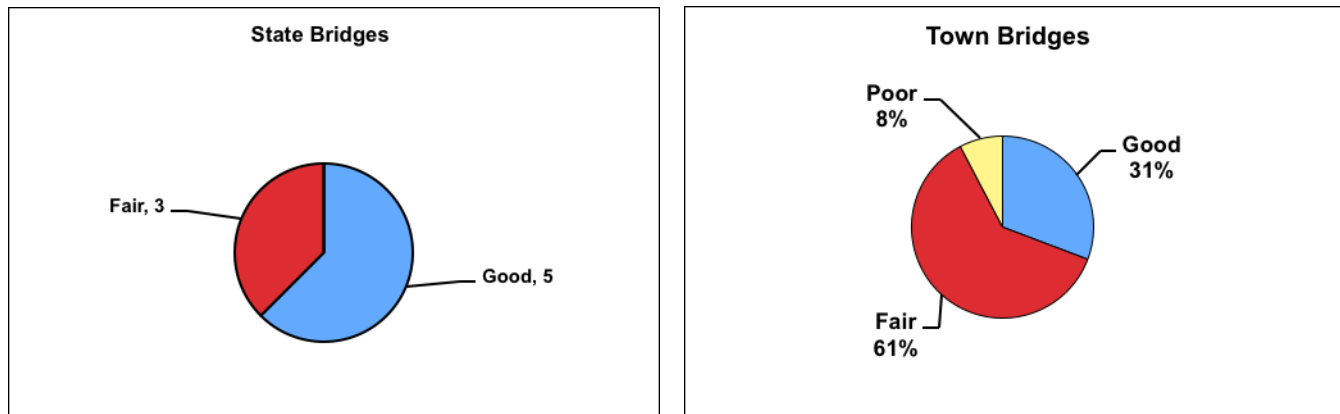 State Bridges
Fair, 3
Good, 5
Town Bridges
Poor
8%
Good
31%
Fair
61%